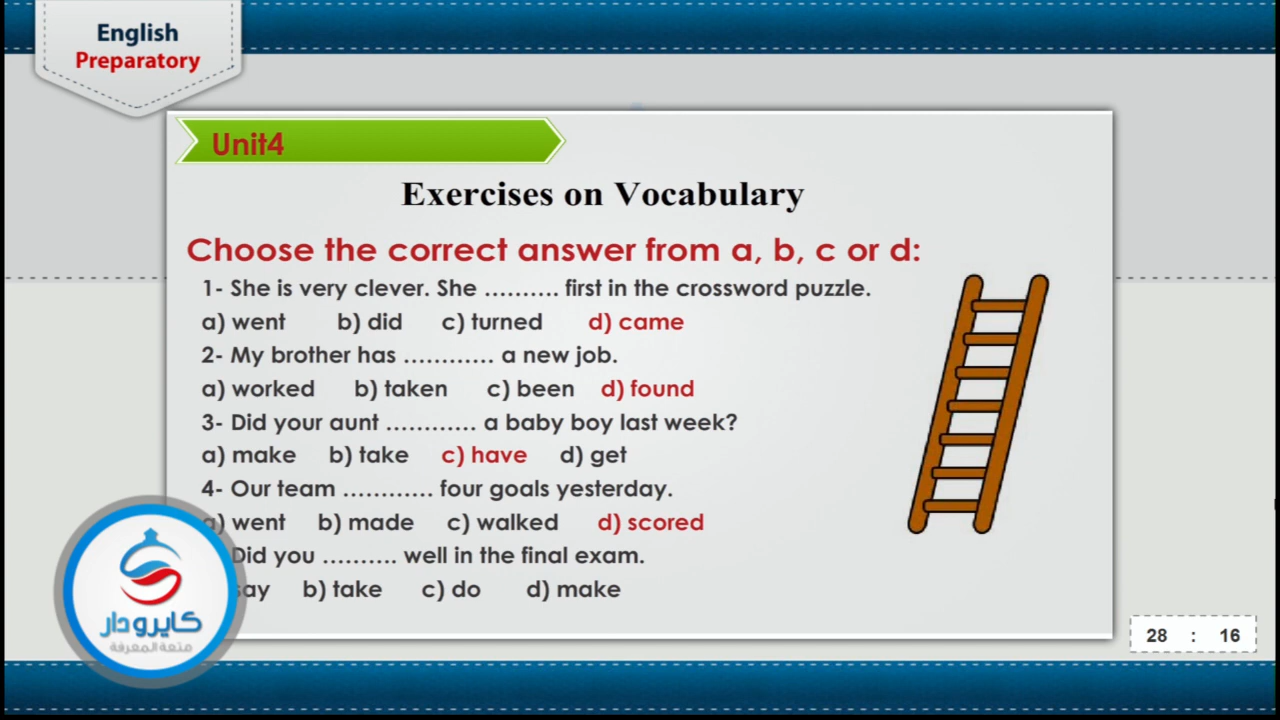 English
Preparatory
Unit4
Exercises on Vocabulary
Choose the correct answer from a, b, c or d:
1- She is very clever. She .......... first in the crossword puzzle.
a) went b) did c) turned d) came
2- My brother has ............ a new job.
a) worked b) taken c) been d) found
3- Did your aunt ............ a baby boy last week?
a) make b) take c) have d) get
4- Our team ............ four goals yesterday.
a) went b) made c) walked d) scored
Did you .......... well in the final exam.
say b) take c) do d) make
كايرودار
متعة المعرفة
28 : 16